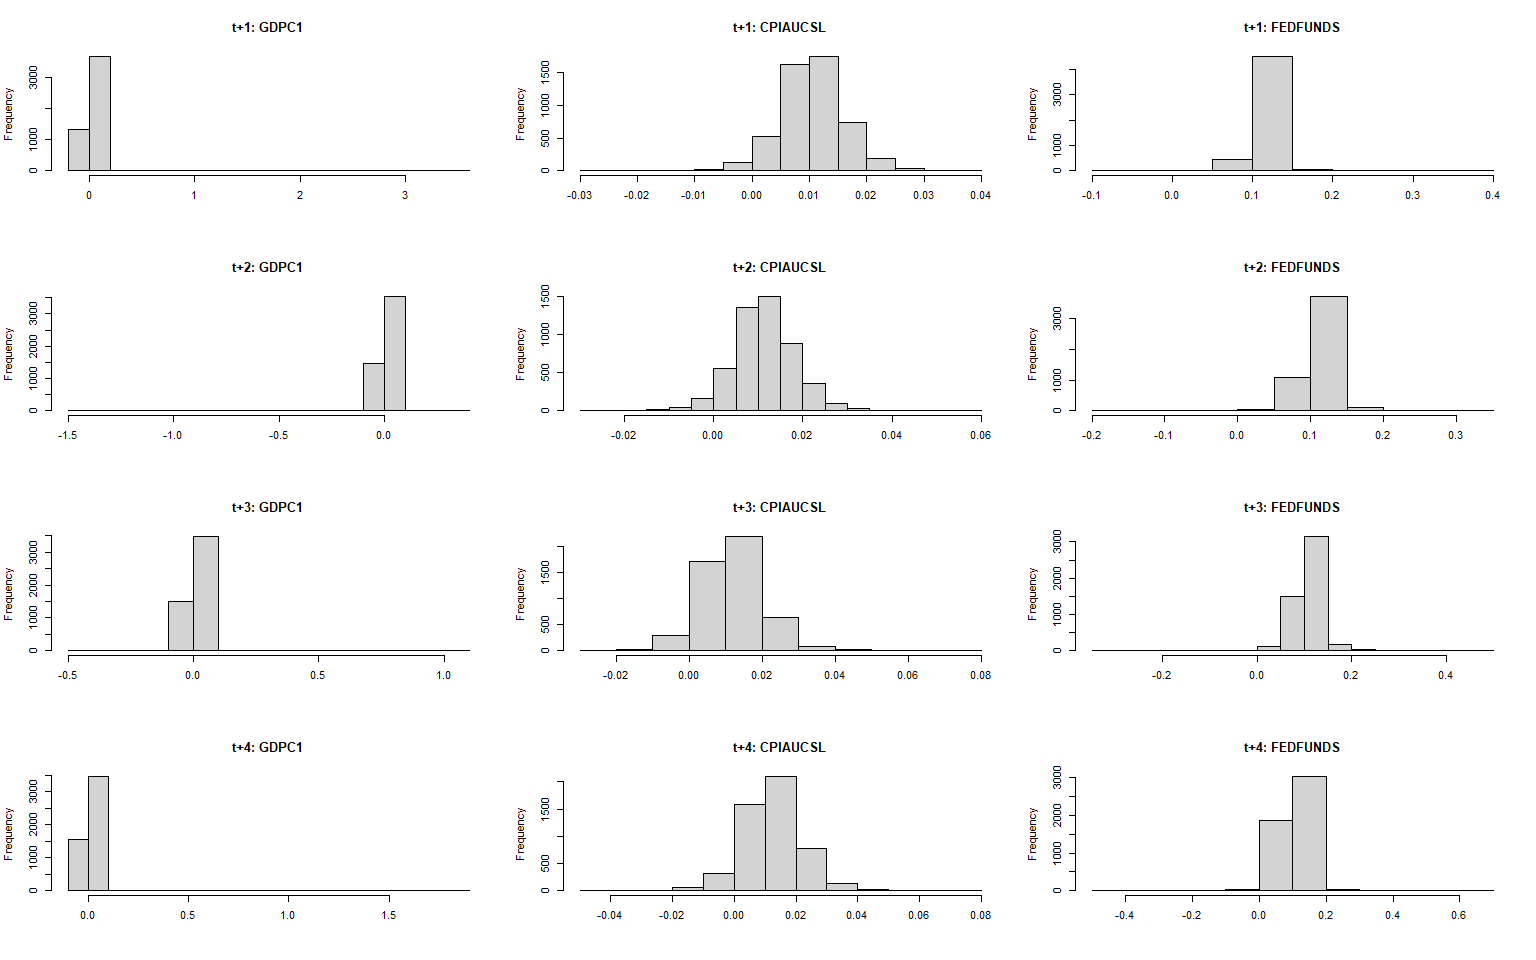 t+1: GDPC1
Frequency
0 1000 3000
0 1 2 3
t+1: CPIAUCSL
Frequency
0 500 1000 1500
-0.03 -0.02 -0.01 0.00 0.01 0.02 0.03 0.04
t+1: FEDFUNDS
Frequency
0 1000 3000
-0.1 0.0 0.1 0.2 0.3 0.4
t+2: GDPC1
Frequency
0 1000 2000 3000
-1.5 -1.0 -0.5 0.0
t+2: CPIAUCSL
Frequency
0 500 1000 1500
-0.02 0.00 0.02 0.04 0.06
t+2: FEDFUNDS
Frequency
0 1000 3000
-0.2 -0.1 0.0 0.1 0.2 0.3
t+3: GDPC1
Frequency
0 1000 2000 3000
-0.5 0.0 0.5 1.0
t+3: CPIAUCSL
Frequency
0 500 1500
-0.02 0.00 0.02 0.04 0.06 0.08
t+3: FEDFUNDS
Frequency
0 1000 2000 3000
-0.2 0.0 0.2 0.4
t+4: GDPC1
Frequency
0 1000 2000 3000
0.0 0.5 1.0 1.5
t+4: CPIAUCSL
Frequency
0 500 1500
-0.04 -0.02 0.00 0.02 0.04 0.06 0.08
t+4: FEDFUNDS
Frequency
0 1000 2000 3000
-0.4 -0.2 0.0 0.2 0.4 0.6